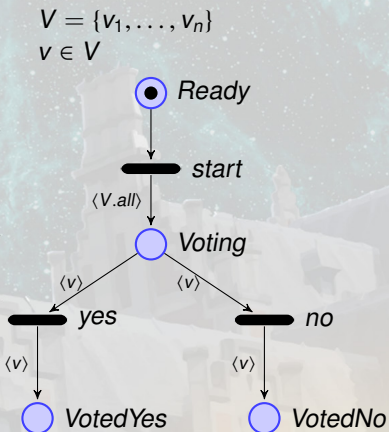 V = {v₁, . . . , vₙ}
v ∈ V
Ready
start
⟨V.all⟩
Voting
⟨v⟩ ⟨v⟩
yes no
⟨v⟩ ⟨v⟩
VotedYes VotedNo